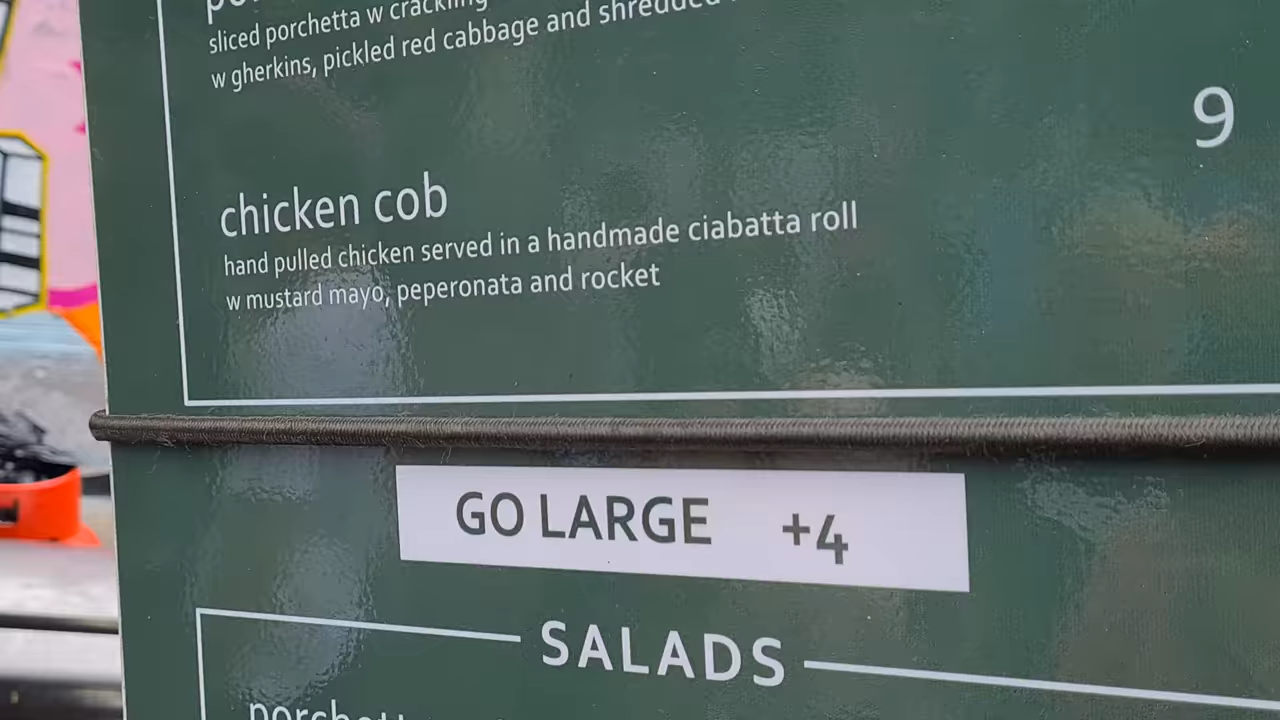 sliced porchetta w crackling
w gherkins, pickled red cabbage and shredded
9
chicken cob
hand pulled chicken served in a handmade ciabatta roll
w mustard mayo, peperonata and rocket
GO LARGE +4
SALADS